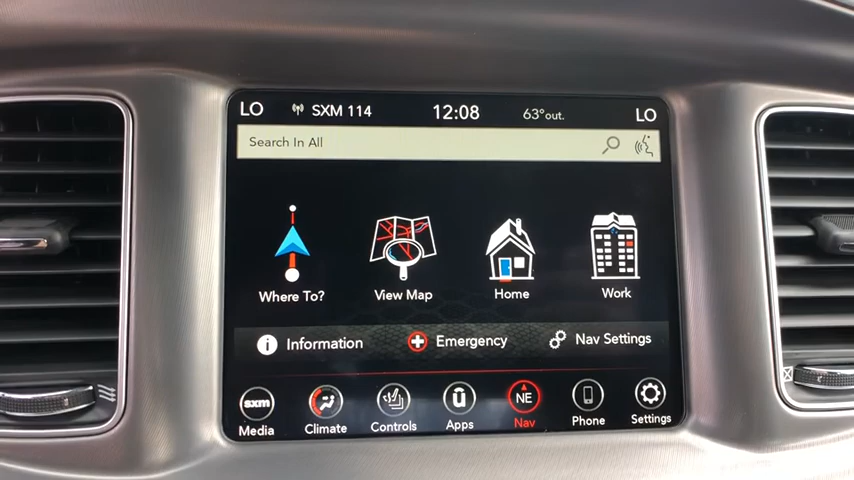 LO SXM 114 12:08 63°out. LO
Search In All
Where To? View Map Home Work
Information Emergency Nav Settings
sxm NE
Media Climate Controls Apps Nav Phone Settings